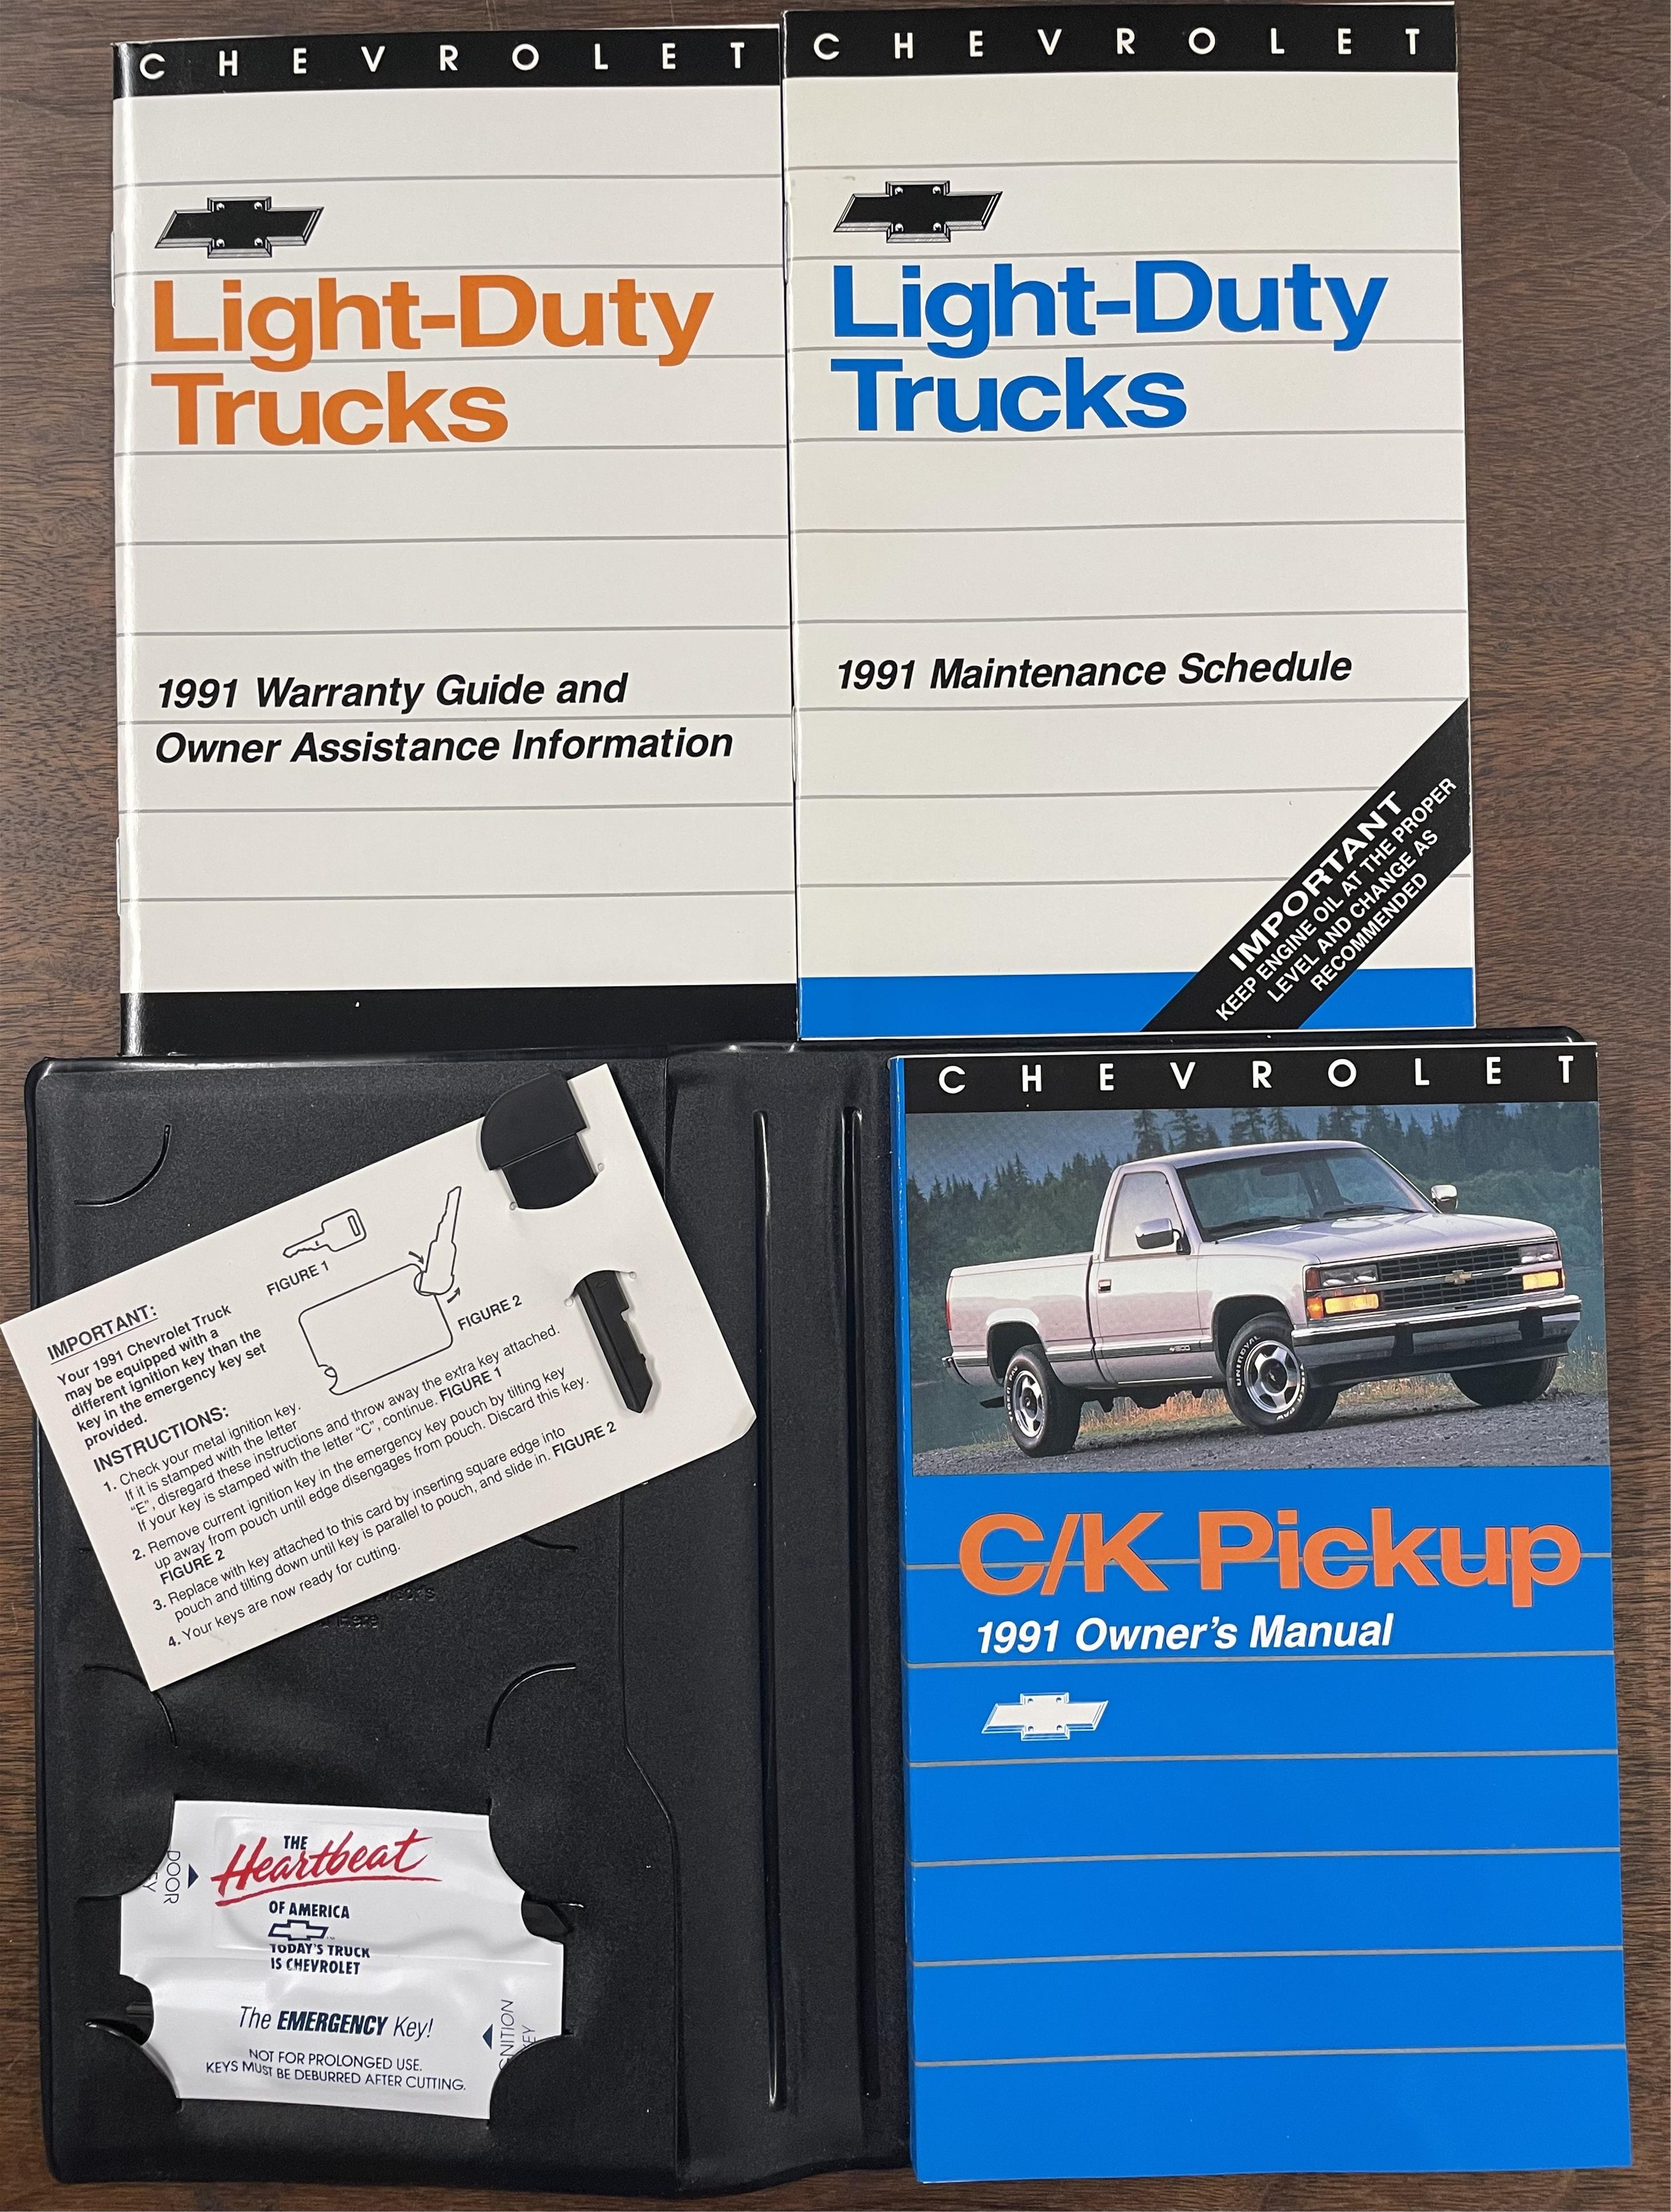 CHEVROLET
Light-Duty
Trucks
1991 Warranty Guide and
Owner Assistance Information
CHEVROLET
Light-Duty
Trucks
1991 Maintenance Schedule
IMPORTANT
KEEP ENGINE OIL AT THE PROPER
LEVEL AND CHANGE AS
RECOMMENDED
IMPORTANT:
Your 1991 Chevrolet Truck
may be equipped with a
different ignition key than the
key in the emergency key set
provided.
FIGURE 1
FIGURE 2
INSTRUCTIONS:
1. Check your metal ignition key.
If it is stamped with the letter
"E", disregard these instructions and throw away the extra key attached.
If your key is stamped with the letter "C", continue. FIGURE 1
2. Remove current ignition key in the emergency key pouch by tilting key
up away from pouch until edge disengages from pouch. Discard this key.
FIGURE 2
3. Replace with key attached to this card by inserting square edge into
pouch and tilting down until key is parallel to pouch, and slide in. FIGURE 2
4. Your keys are now ready for cutting.
Here
THE
Heartbeat
OF AMERICA
TODAY'S TRUCK
IS CHEVROLET
DOOR
The EMERGENCY Key!
NOT FOR PROLONGED USE.
KEYS MUST BE DEBURRED AFTER CUTTING.
CHEVROLET
UNIROYAL
C/K Pickup
1991 Owner's Manual